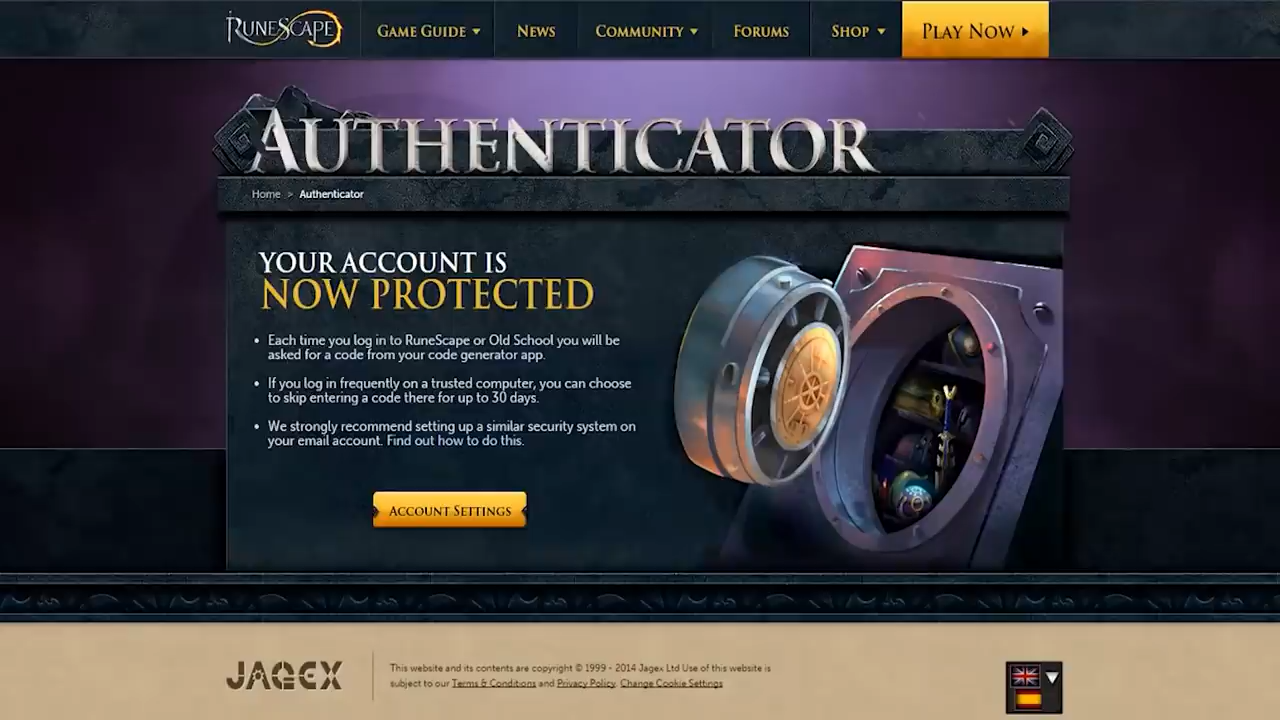 RUNESCAPE
GAME GUIDE
NEWS
COMMUNITY
FORUMS
SHOP
PLAY NOW
AUTHENTICATOR
Home > Authenticator
YOUR ACCOUNT IS
NOW PROTECTED
• Each time you log in to RuneScape or Old School you will be
asked for a code from your code generator app.
• If you log in frequently on a trusted computer, you can choose
to skip entering a code there for up to 30 days.
• We strongly recommend setting up a similar security system on
your email account. Find out how to do this.
ACCOUNT SETTINGS
JAGEX
This website and its contents are copyright © 1999 - 2014 Jagex Ltd Use of this website is
subject to our Terms & Conditions and Privacy Policy. Change Cookie Settings